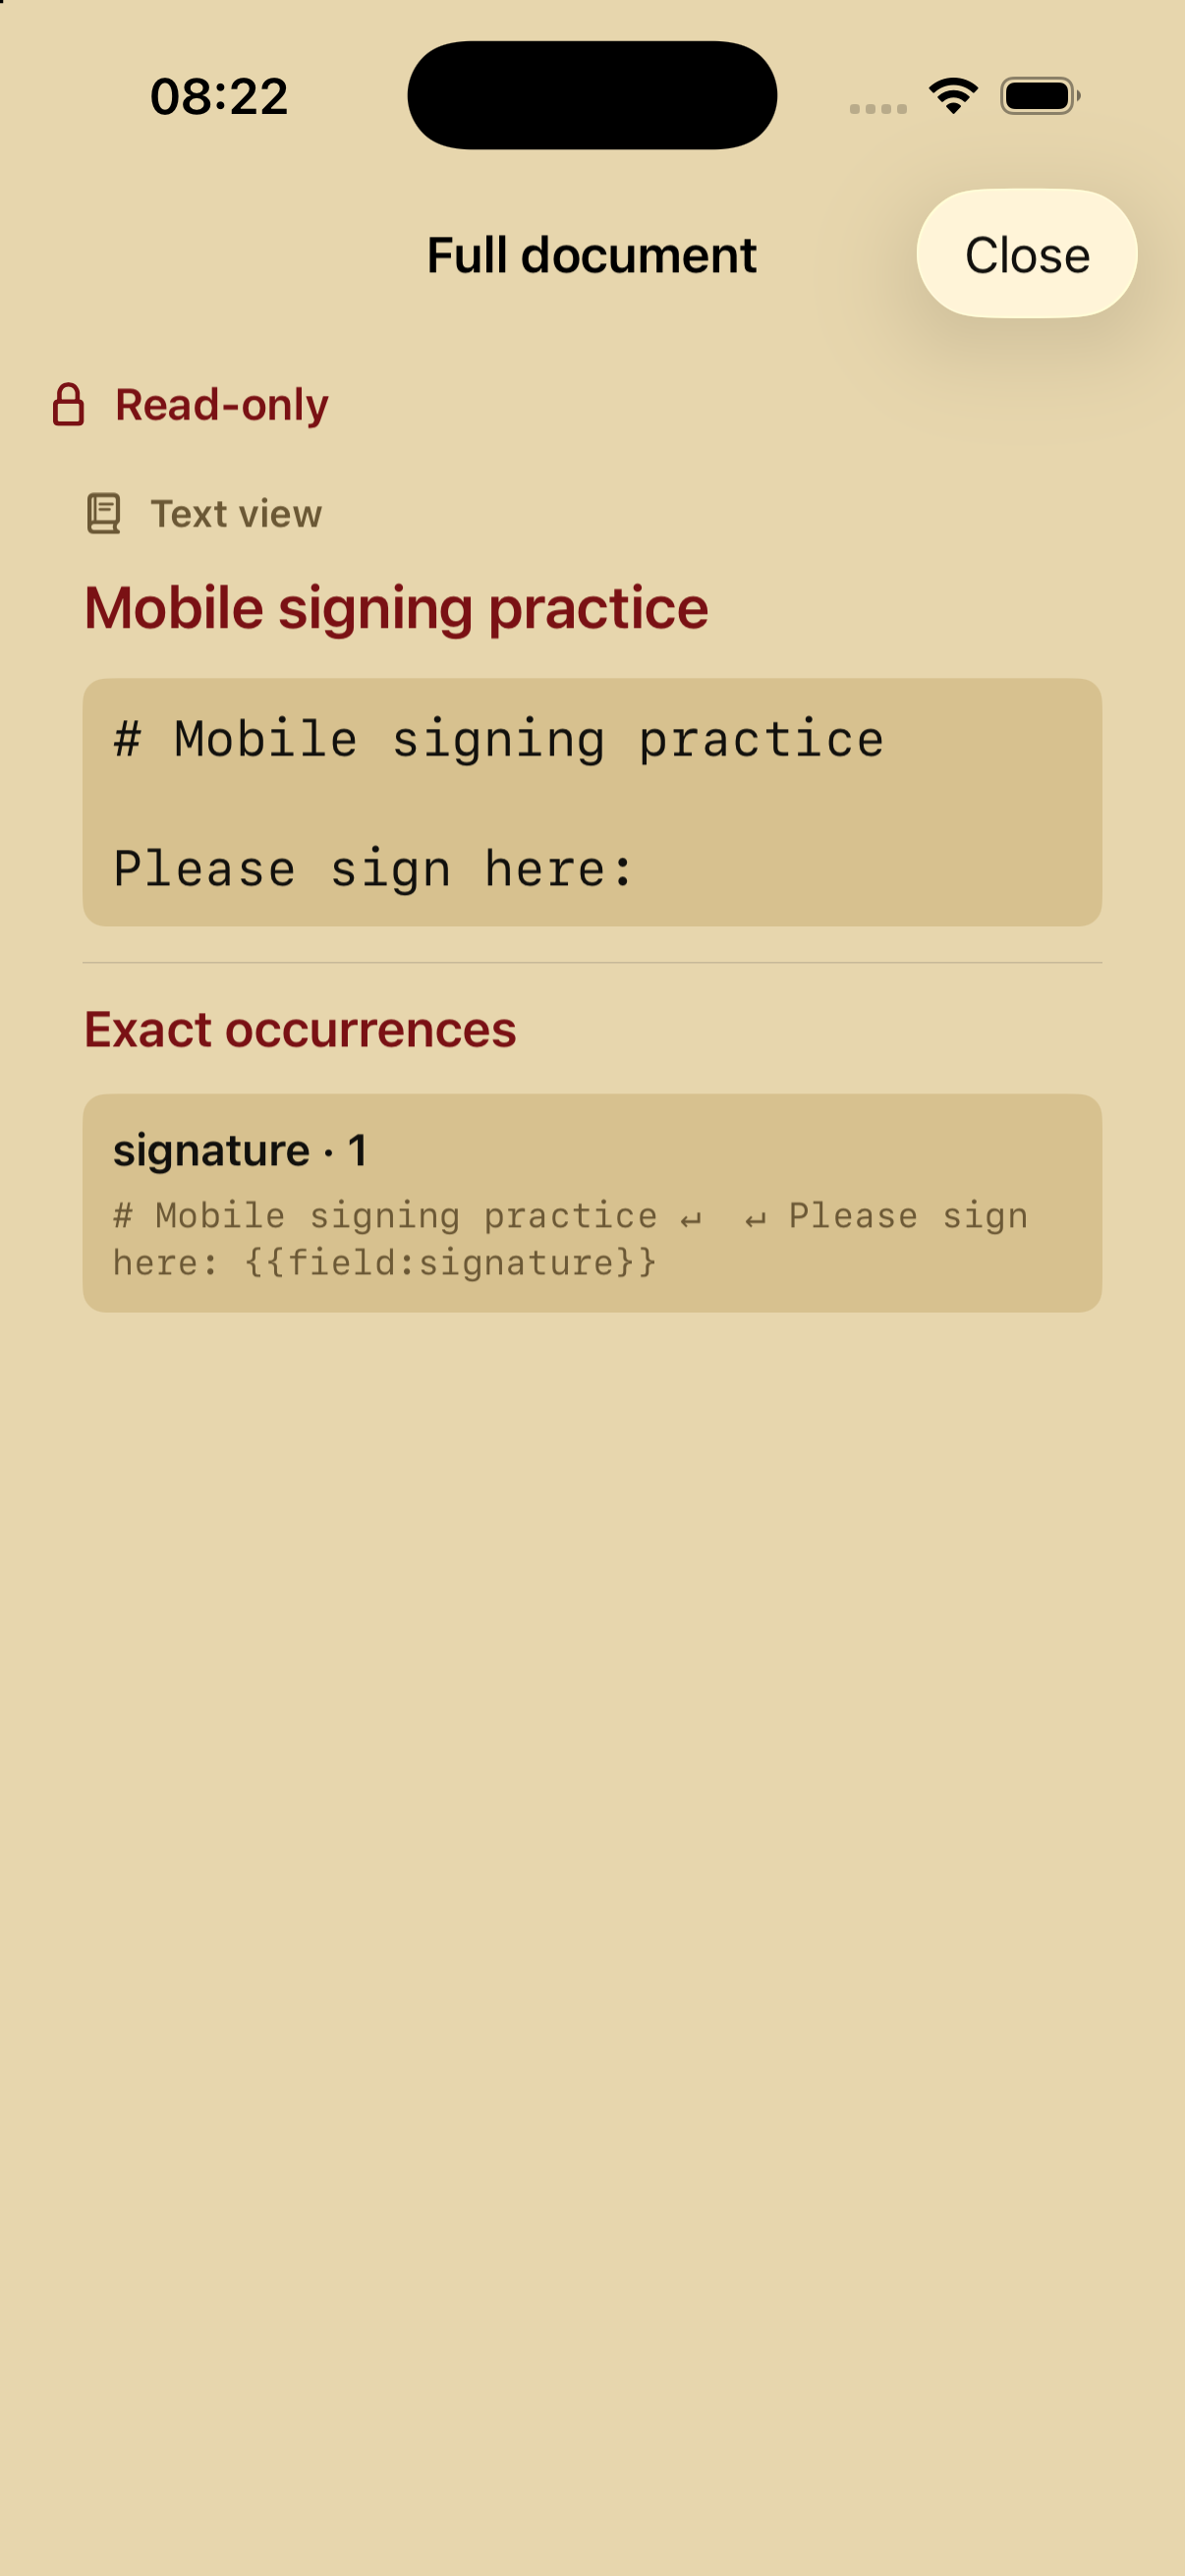 08:22
Full document
Close
Read-only
Text view
Mobile signing practice
# Mobile signing practice
Please sign here:
Exact occurrences
signature · 1
# Mobile signing practice ↵  ↵ Please sign
here: {{field:signature}}